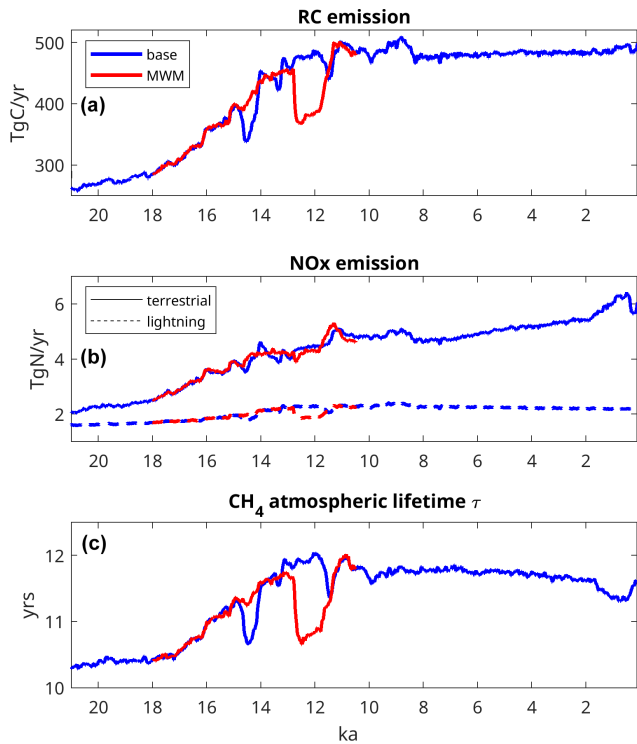 RC emission
500
400
300
TgC/yr
base
MWM
(a)
20 18 16 14 12 10 8 6 4 2
NOx emission
6
4
2
TgN/yr
terrestrial
lightning
(b)
20 18 16 14 12 10 8 6 4 2
CH4 atmospheric lifetime τ
12
11
10
yrs
(c)
20 18 16 14 12 10 8 6 4 2
ka